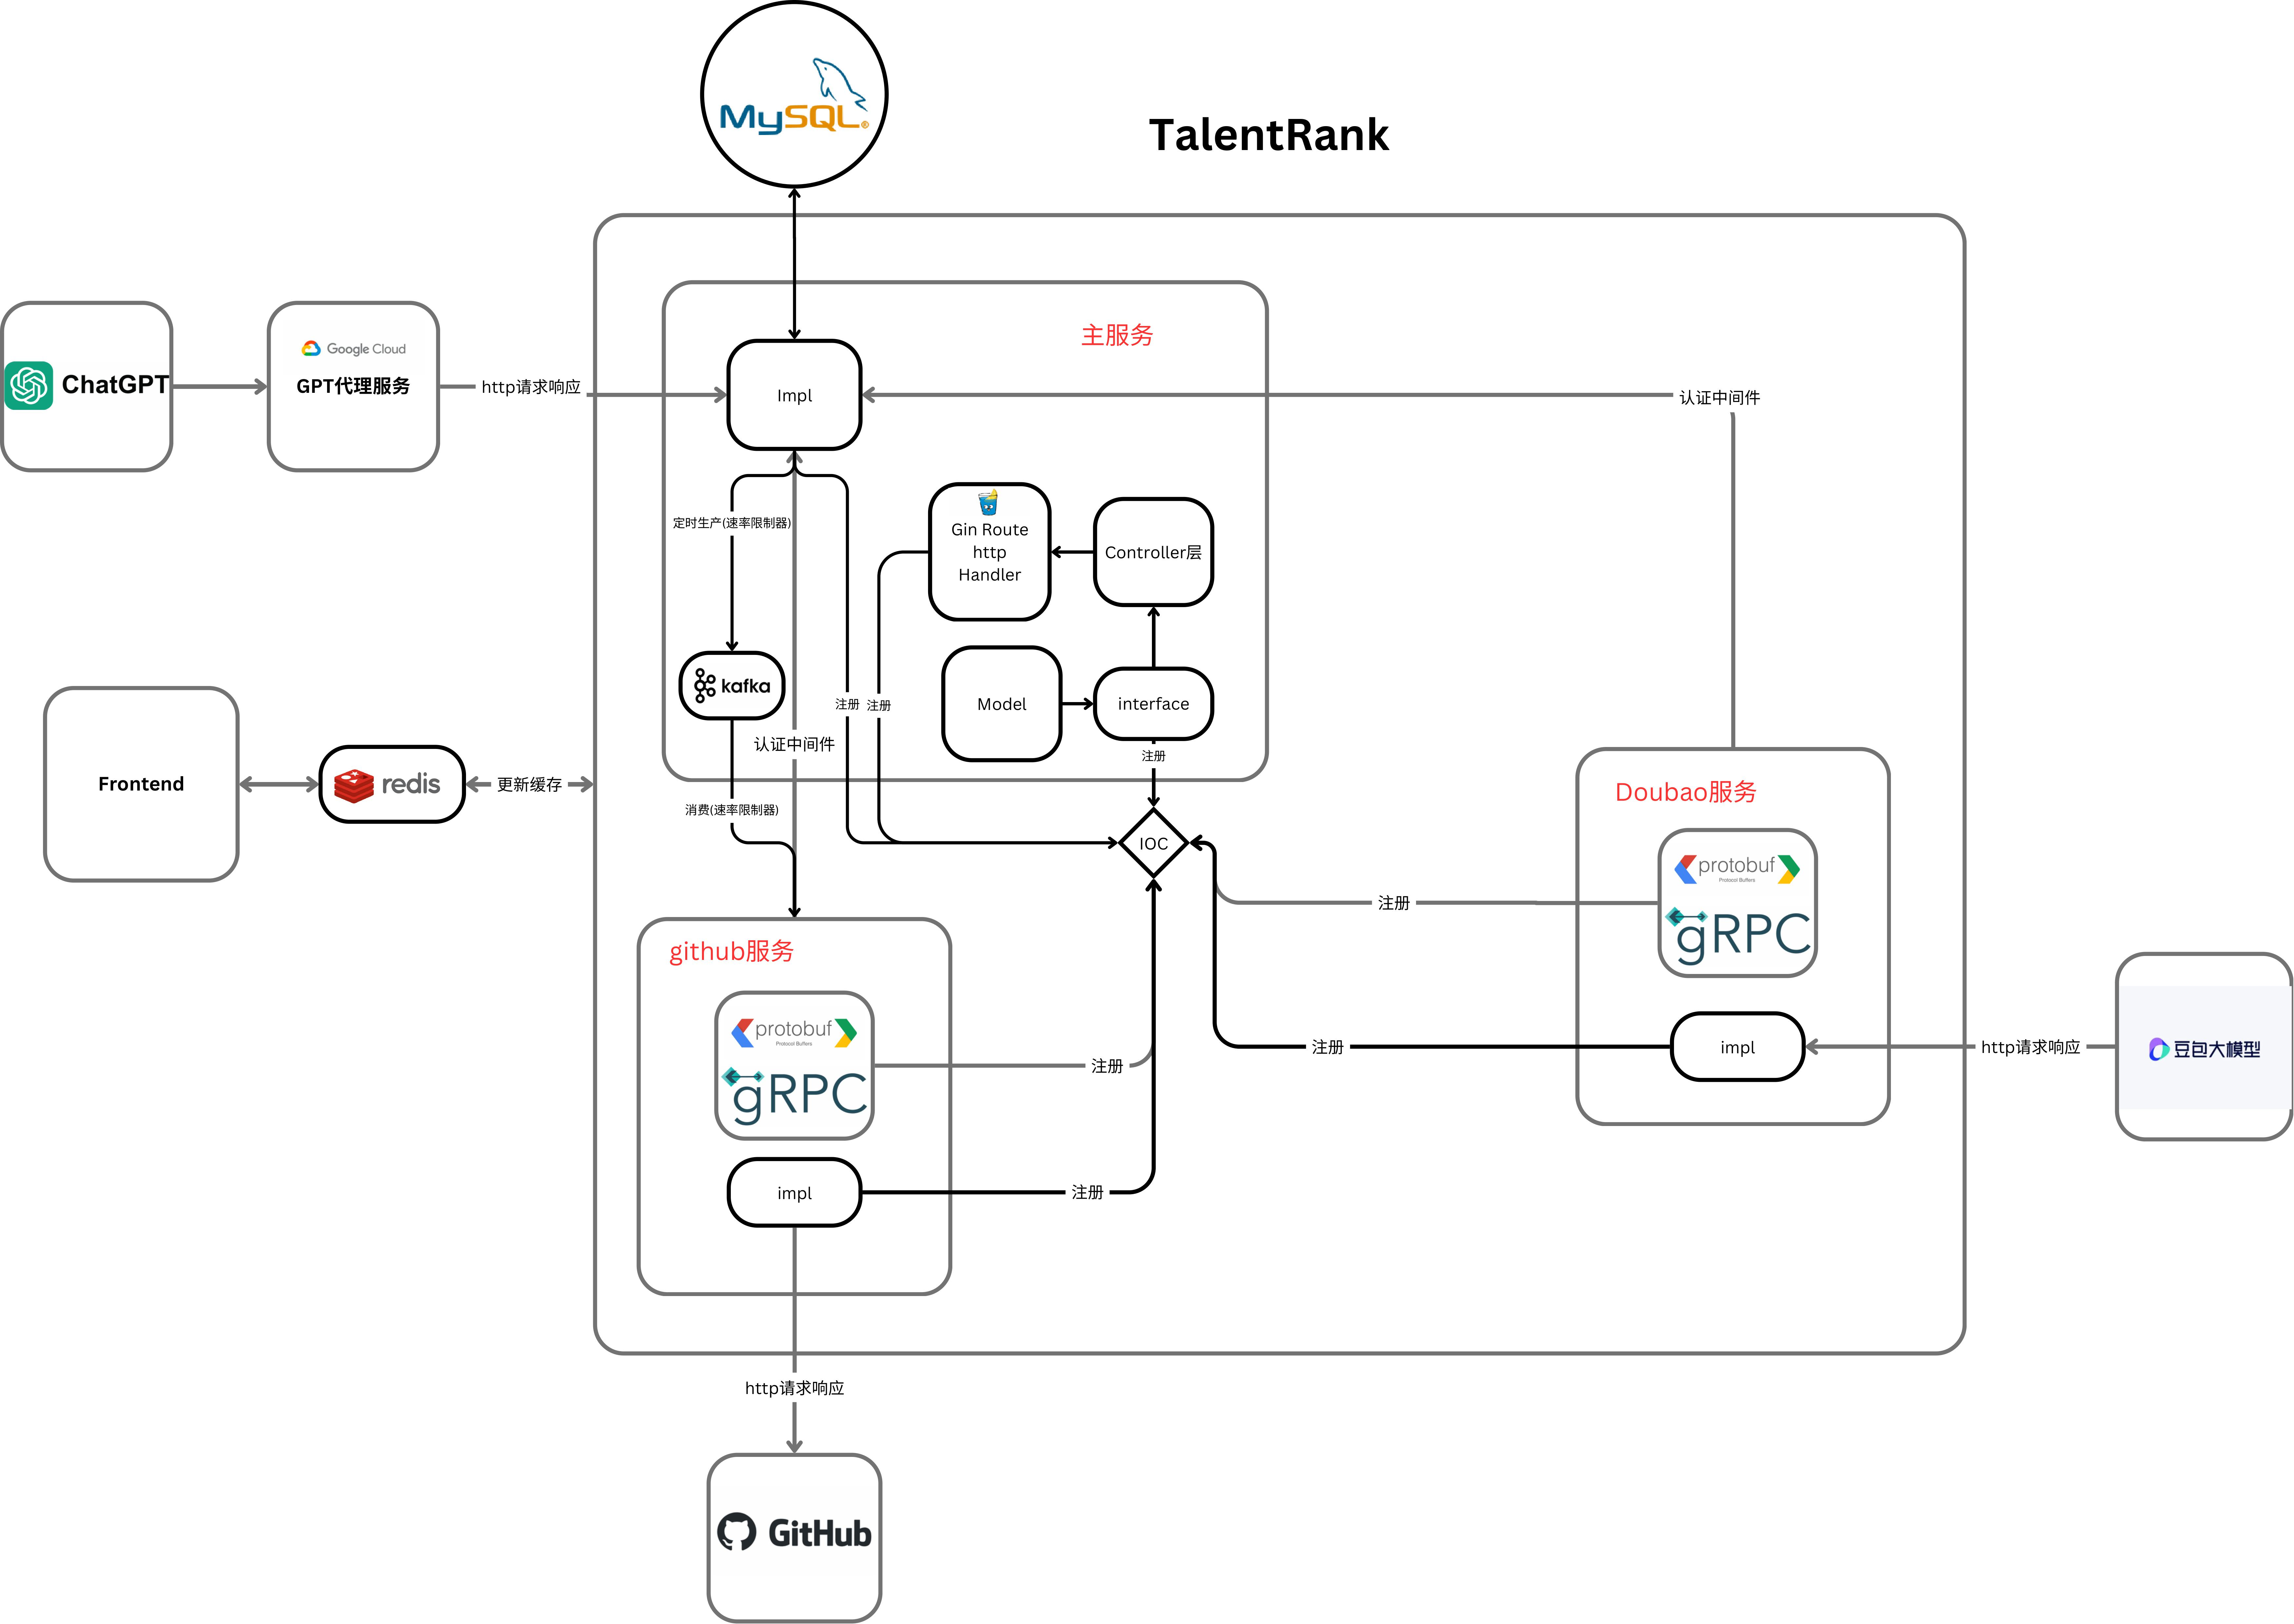 MySQL®
TalentRank
主服务
ChatGPT
Google Cloud
GPT代理服务
http请求响应
Impl
认证中间件
定时生产(速率限制器)
Gin Route
http
Handler
Controller层
kafka
注册
注册
Model
interface
认证中间件
注册
Frontend
redis
更新缓存
消费(速率限制器)
IOC
Doubao服务
protobuf
Protocol Buffers
gRPC
注册
github服务
protobuf
Protocol Buffers
gRPC
注册
注册
impl
http请求响应
豆包大模型
impl
注册
http请求响应
GitHub